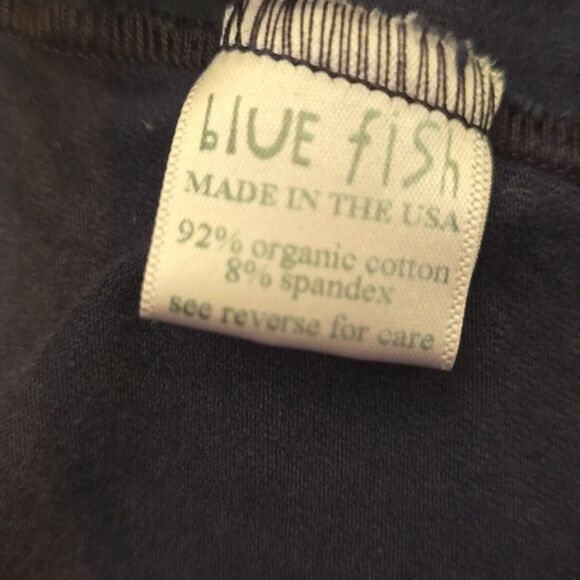 bLUE fiSh
MADE IN THE USA
92% organic cotton
8% spandex
see reverse for care